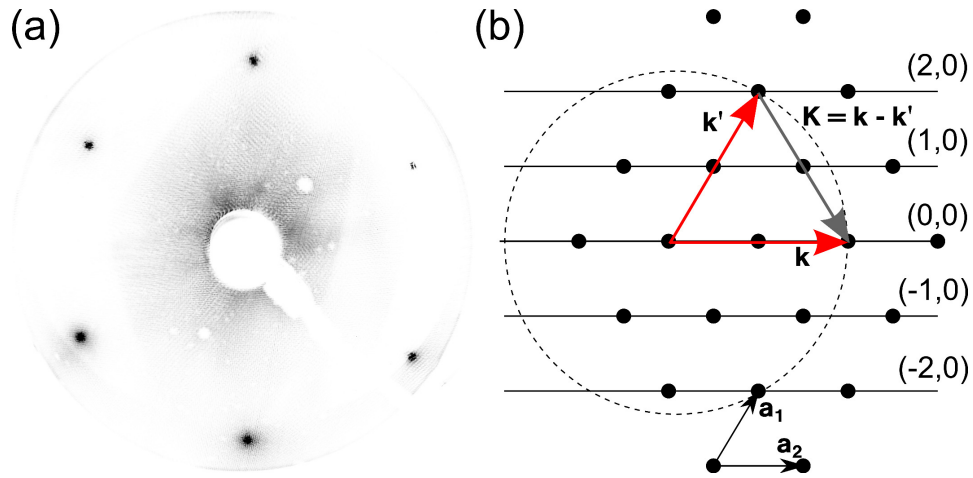 (a)
(b)
(2,0)
k'
K = k - k'
(1,0)
(0,0)
k
(-1,0)
(-2,0)
a1
a2